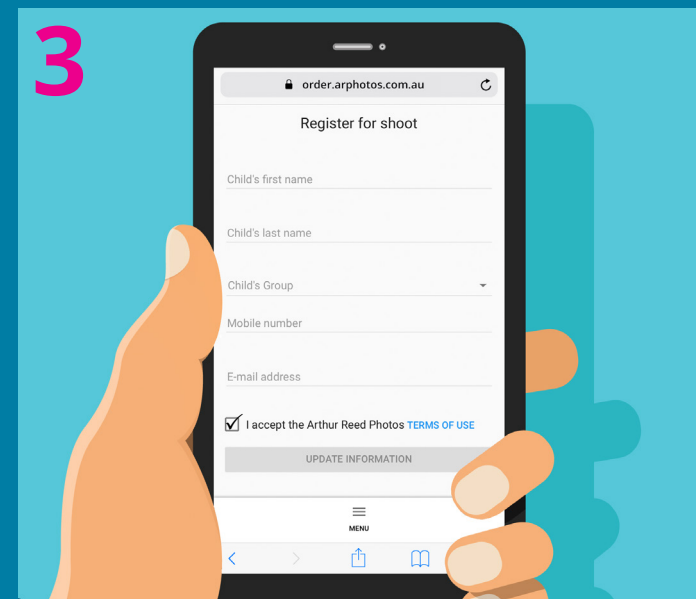 3
order.arphotos.com.au
Register for shoot
Child's first name
Child's last name
Child's Group
Mobile number
E-mail address
I accept the Arthur Reed Photos TERMS OF USE
UPDATE INFORMATION
MENU